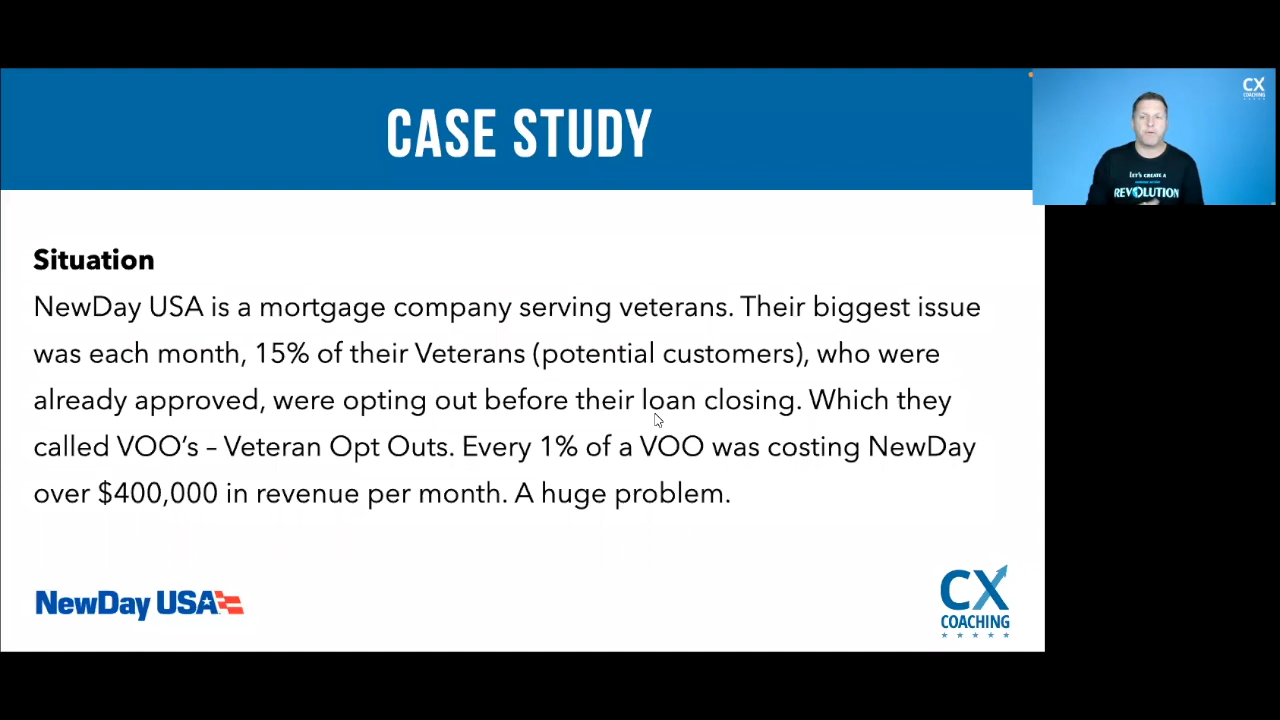 CASE STUDY
CX
COACHING
LET'S CREATE A
REVOLUTION
Situation
NewDay USA is a mortgage company serving veterans. Their biggest issue
was each month, 15% of their Veterans (potential customers), who were
already approved, were opting out before their loan closing. Which they
called VOO’s – Veteran Opt Outs. Every 1% of a VOO was costing NewDay
over $400,000 in revenue per month. A huge problem.
NewDay USA
CX
COACHING